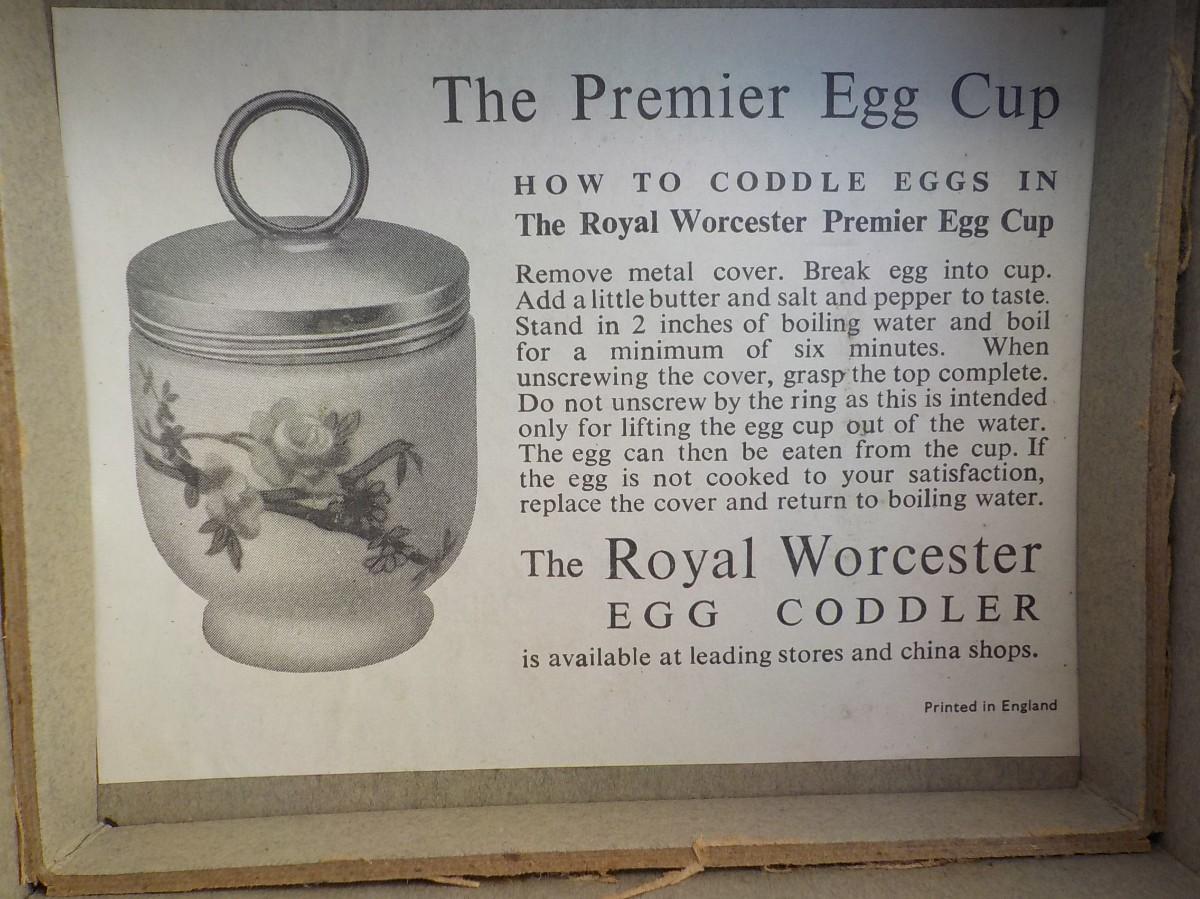 The Premier Egg Cup
HOW TO CODDLE EGGS IN
The Royal Worcester Premier Egg Cup
Remove metal cover. Break egg into cup.
Add a little butter and salt and pepper to taste.
Stand in 2 inches of boiling water and boil
for a minimum of six minutes. When
unscrewing the cover, grasp the top complete.
Do not unscrew by the ring as this is intended
only for lifting the egg cup out of the water.
The egg can then be eaten from the cup. If
the egg is not cooked to your satisfaction,
replace the cover and return to boiling water.
The Royal Worcester
EGG CODDLER
is available at leading stores and china shops.
Printed in England